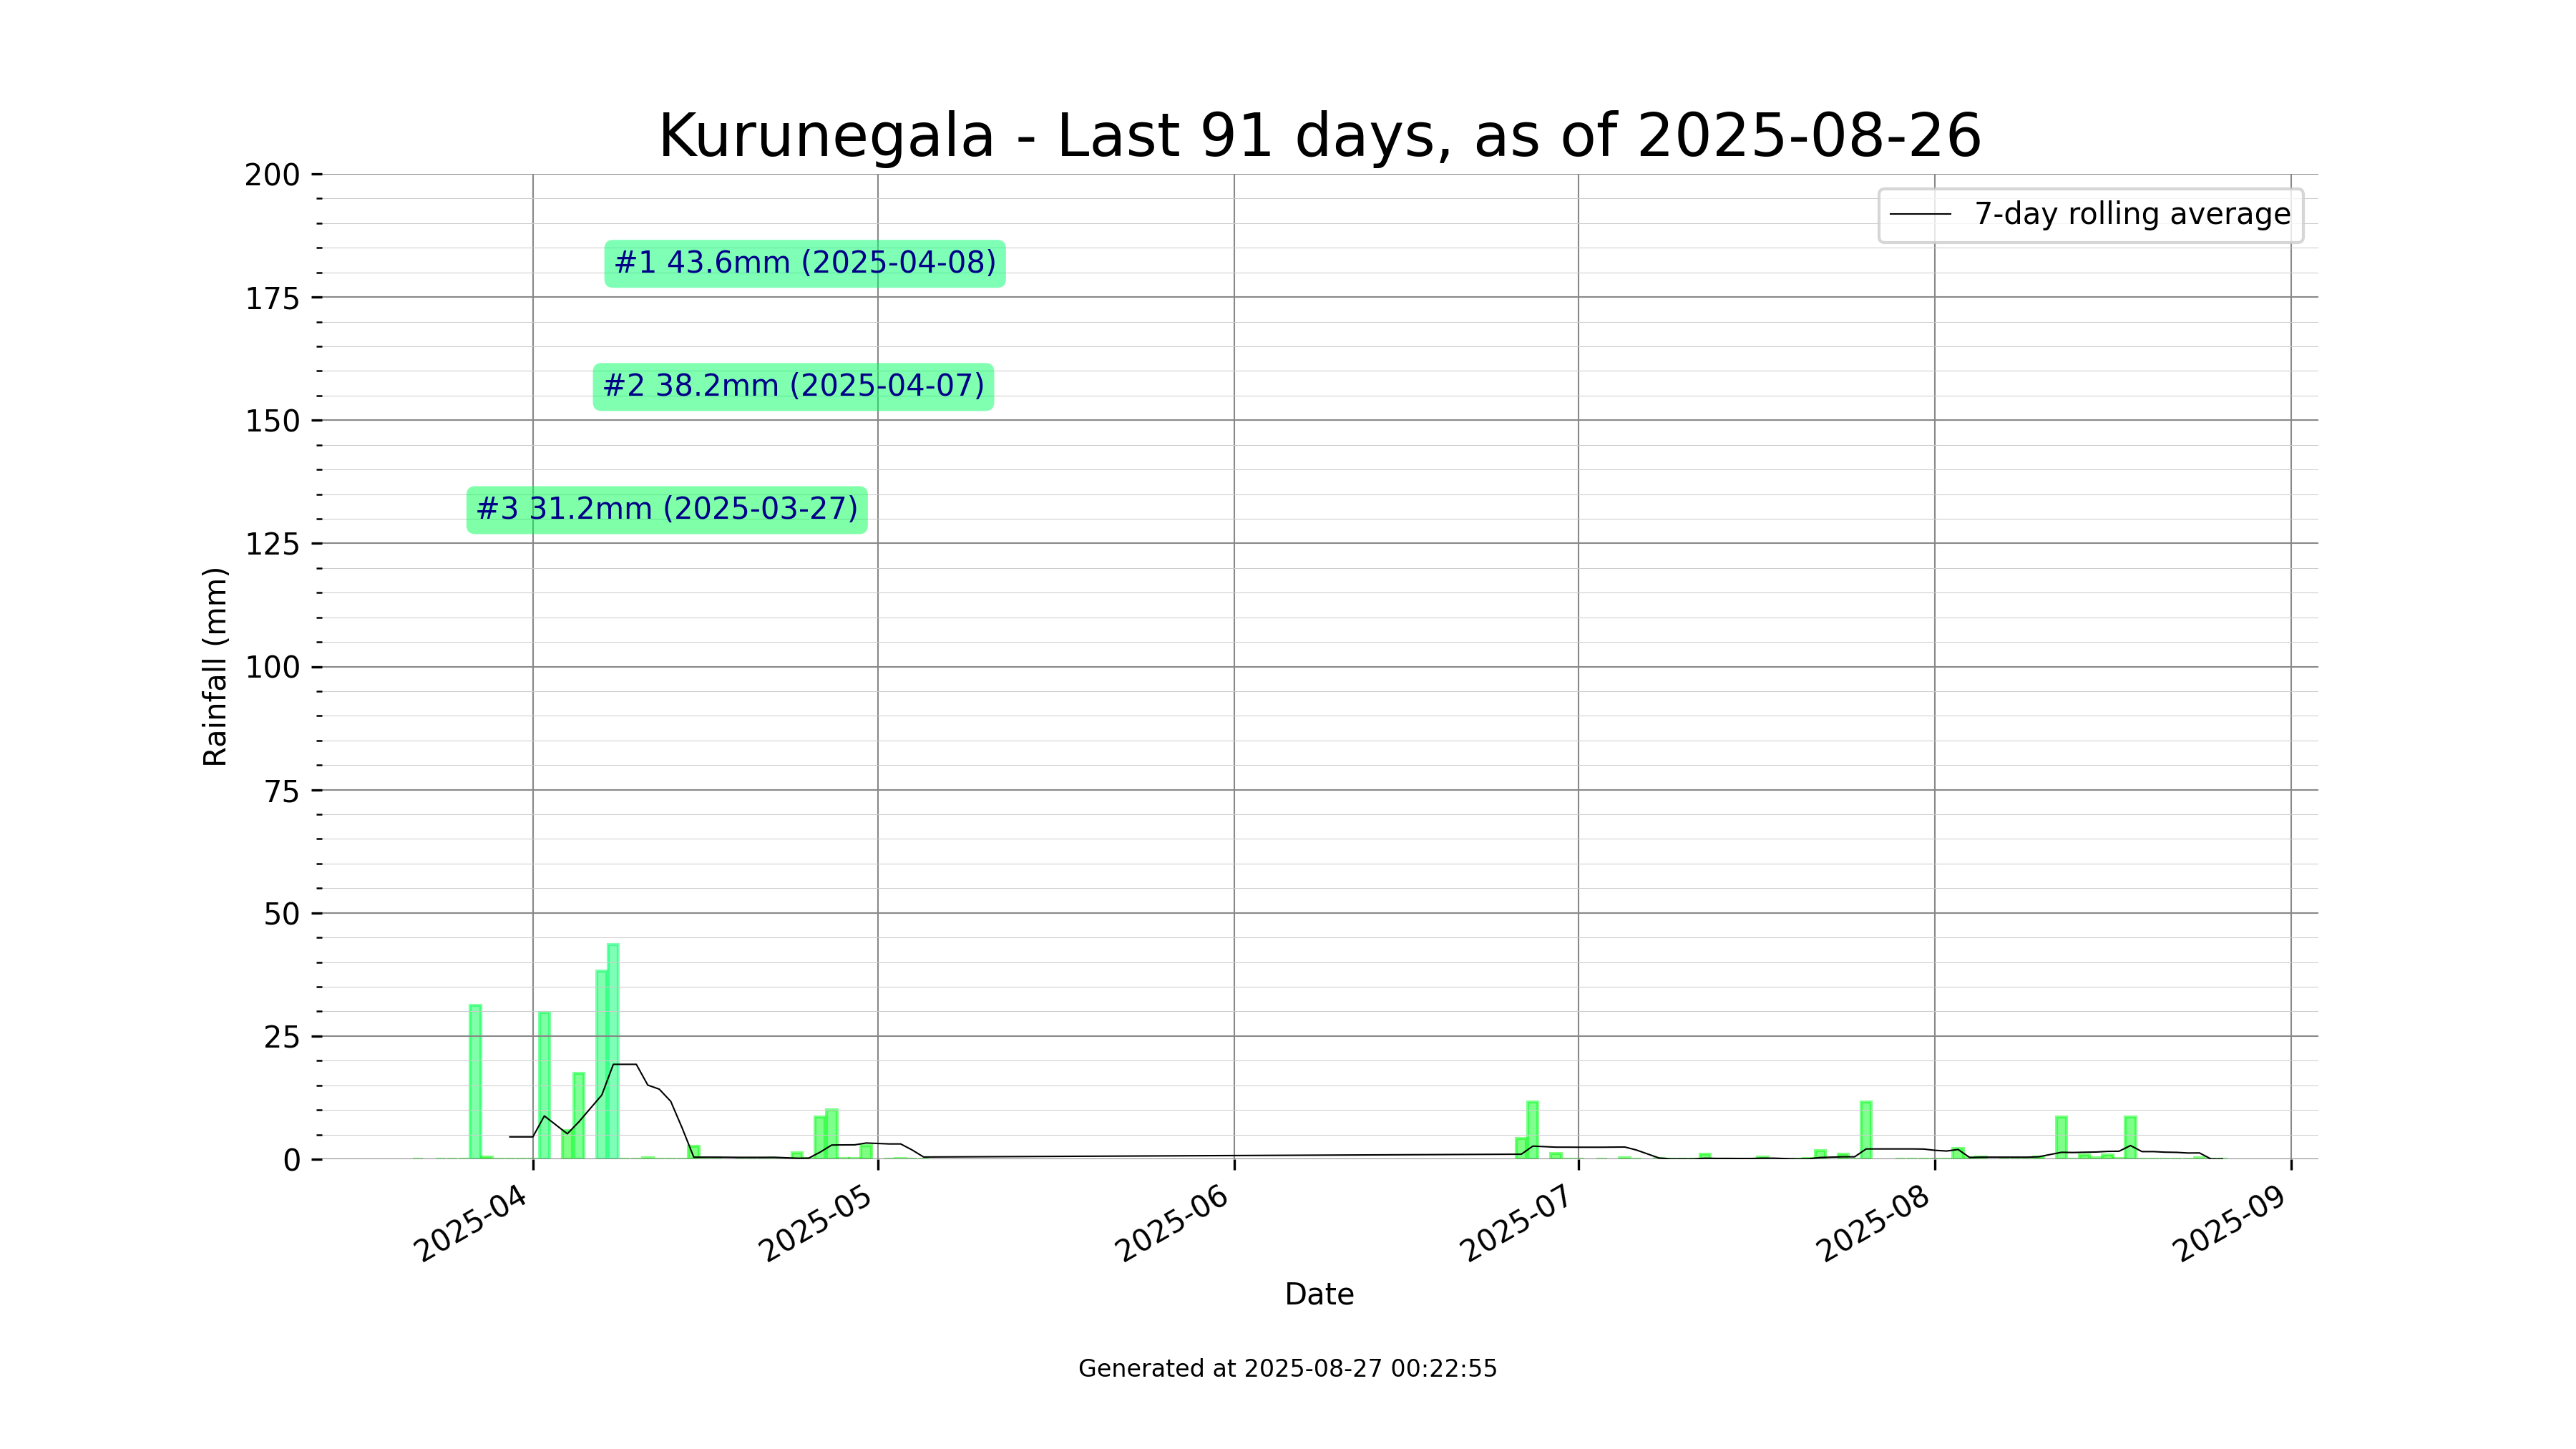 Kurunegala - Last 91 days, as of 2025-08-26
200
175
150
125
100
75
50
25
0
Rainfall (mm)
7-day rolling average
#1 43.6mm (2025-04-08)
#2 38.2mm (2025-04-07)
#3 31.2mm (2025-03-27)
2025-04
2025-05
2025-06
2025-07
2025-08
2025-09
Date
Generated at 2025-08-27 00:22:55